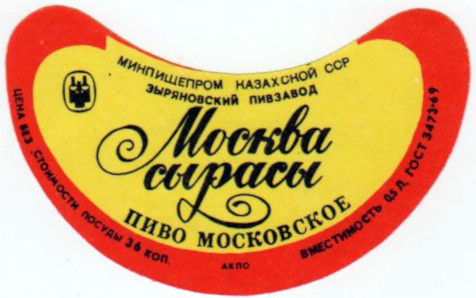 МИНПИЩЕПРОМ КАЗАХСКОЙ ССР
ЗЫРЯНОВСКИЙ ПИВЗАВОД
Москва
сырасы
ПИВО МОСКОВСКОЕ
ЦЕНА БЕЗ СТОИМОСТИ ПОСУДЫ 36 КОП.
АКПО
ВМЕСТИМОСТЬ 0,5 Л. ГОСТ 3473-69